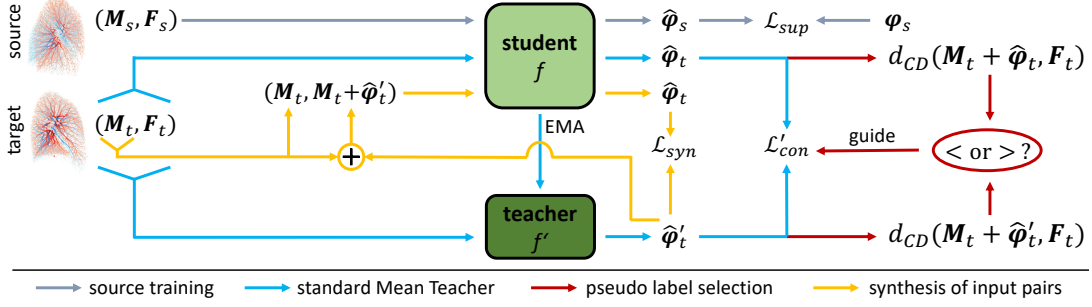 source
(M_s, F_s)
student
f
φ̂_s
ℒ_sup
φ_s
φ̂_t
d_CD(M_t + φ̂_t, F_t)
(M_t, M_t+φ̂′_t)
φ̂_t
target
(M_t, F_t)
EMA
ℒ_syn
ℒ′_con
guide
< or > ?
+
teacher
f′
φ̂′_t
d_CD(M_t + φ̂′_t, F_t)
source training
standard Mean Teacher
pseudo label selection
synthesis of input pairs